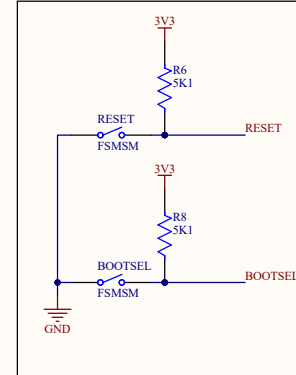 3V3
R6
5K1
RESET
RESET
FSMSM
3V3
R8
5K1
BOOTSEL
BOOTSEL
FSMSM
GND